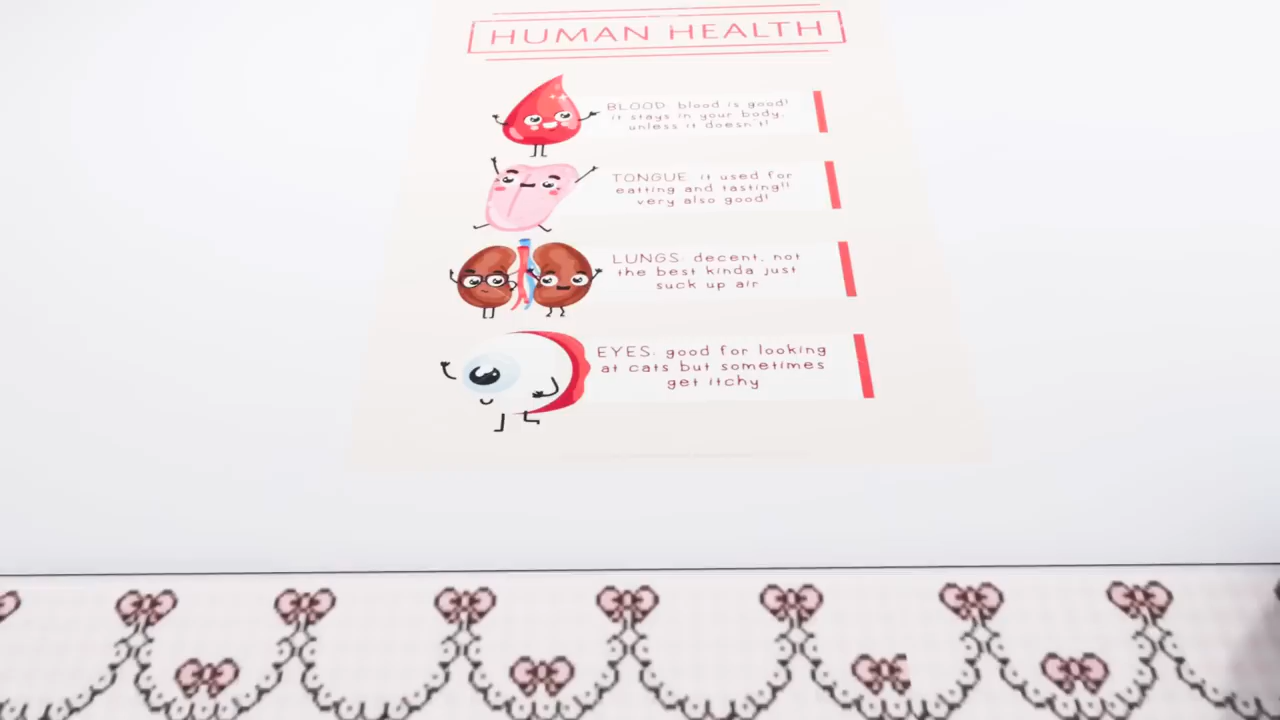 HUMAN HEALTH
BLOOD: blood is good!
it stays in your body,
unless it doesn't!
TONGUE: it used for
eatting and tasting!!
very also good!
LUNGS: decent, not
the best kinda just
suck up air
EYES: good for looking
at cats but sometimes
get itchy